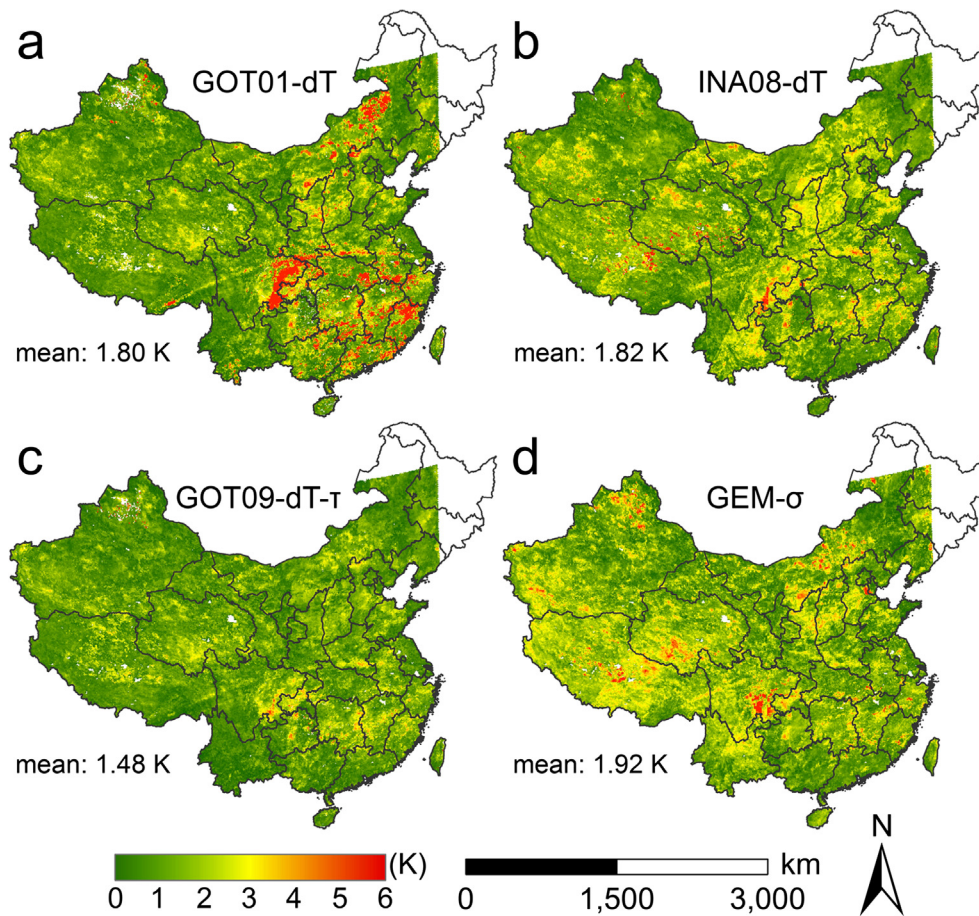 a
GOT01-dT
mean: 1.80 K
b
INA08-dT
mean: 1.82 K
c
GOT09-dT-τ
mean: 1.48 K
d
GEM-σ
mean: 1.92 K
(K)
0 1 2 3 4 5 6
km
0 1,500 3,000
N